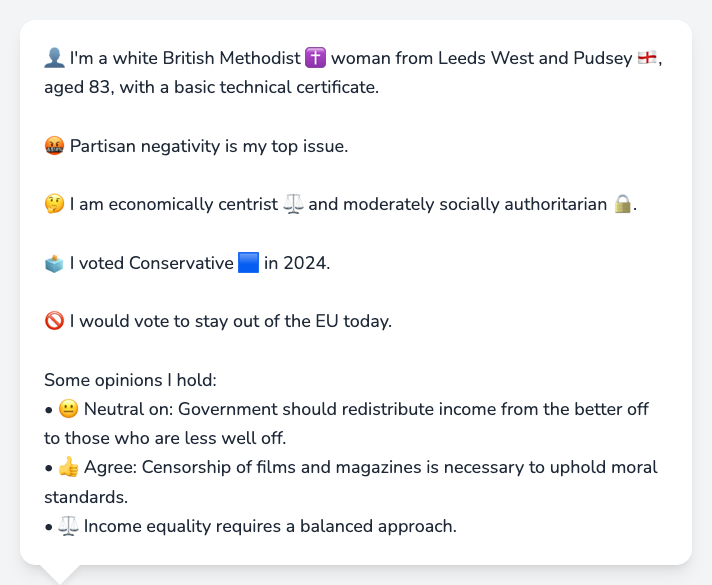 👤 I'm a white British Methodist ✝️ woman from Leeds West and Pudsey 🏴󠁧󠁢󠁥󠁮󠁧󠁿,
aged 83, with a basic technical certificate.
🤬 Partisan negativity is my top issue.
🤔 I am economically centrist ⚖️ and moderately socially authoritarian 🔒.
🗳️ I voted Conservative 🟦 in 2024.
🚫 I would vote to stay out of the EU today.
Some opinions I hold:
• 😐 Neutral on: Government should redistribute income from the better off
to those who are less well off.
• 👍 Agree: Censorship of films and magazines is necessary to uphold moral
standards.
• ⚖️ Income equality requires a balanced approach.